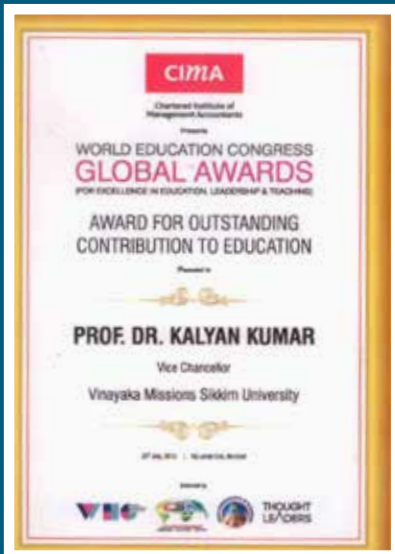 CIMA
Chartered Institute of
Management Accountants
Presents
WORLD EDUCATION CONGRESS
GLOBAL AWARDS
(FOR EXCELLENCE IN EDUCATION, LEADERSHIP & TEACHING)
AWARD FOR OUTSTANDING
CONTRIBUTION TO EDUCATION
Presented to
PROF. DR. KALYAN KUMAR
Vice Chancellor
Vinayaka Missions Sikkim University
THOUGHT
LEADERS